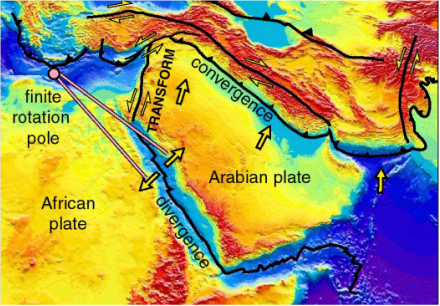 TRANSFORM
convergence
finite
rotation
pole
Arabian plate
African
plate
divergence